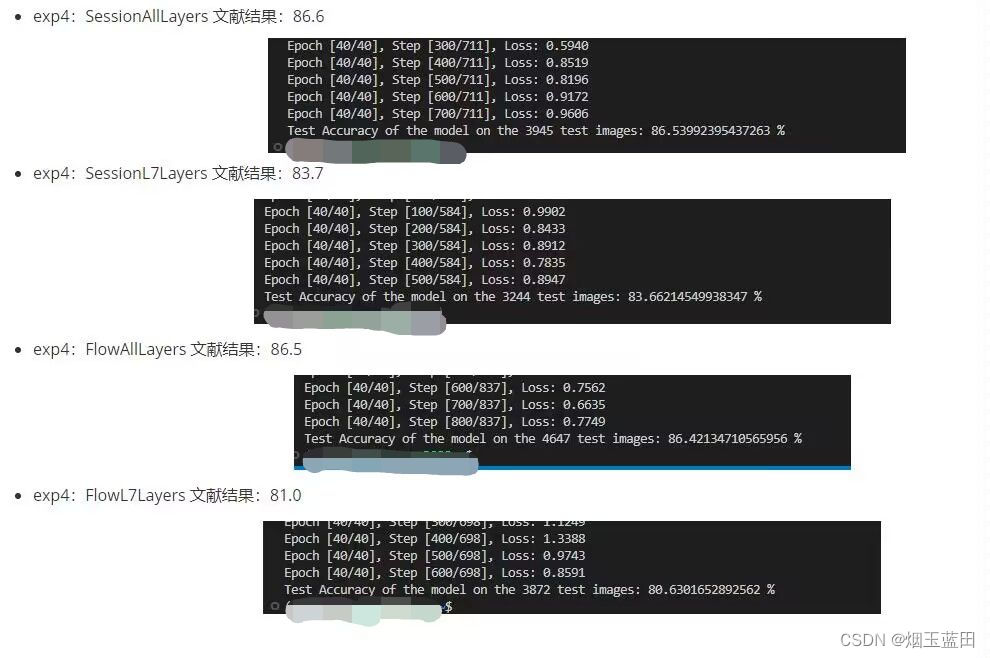 exp4：SessionAllLayers 文献结果：86.6
Epoch [40/40], Step [300/711], Loss: 0.5940
Epoch [40/40], Step [400/711], Loss: 0.8519
Epoch [40/40], Step [500/711], Loss: 0.8196
Epoch [40/40], Step [600/711], Loss: 0.9172
Epoch [40/40], Step [700/711], Loss: 0.9606
Test Accuracy of the model on the 3945 test images: 86.53992395437263 %
exp4：SessionL7Layers 文献结果：83.7
Epoch [40/40], Step [100/584], Loss: 0.9902
Epoch [40/40], Step [200/584], Loss: 0.8433
Epoch [40/40], Step [300/584], Loss: 0.8912
Epoch [40/40], Step [400/584], Loss: 0.7835
Epoch [40/40], Step [500/584], Loss: 0.8947
Test Accuracy of the model on the 3244 test images: 83.66214549938347 %
exp4：FlowAllLayers 文献结果：86.5
Epoch [40/40], Step [600/837], Loss: 0.7562
Epoch [40/40], Step [700/837], Loss: 0.6635
Epoch [40/40], Step [800/837], Loss: 0.7749
Test Accuracy of the model on the 4647 test images: 86.42134710565956 %
exp4：FlowL7Layers 文献结果：81.0
Epoch [40/40], Step [300/698], Loss: 1.1249
Epoch [40/40], Step [400/698], Loss: 1.3388
Epoch [40/40], Step [500/698], Loss: 0.9743
Epoch [40/40], Step [600/698], Loss: 0.8591
Test Accuracy of the model on the 3872 test images: 80.6301652892562 %
$
CSDN @烟玉蓝田